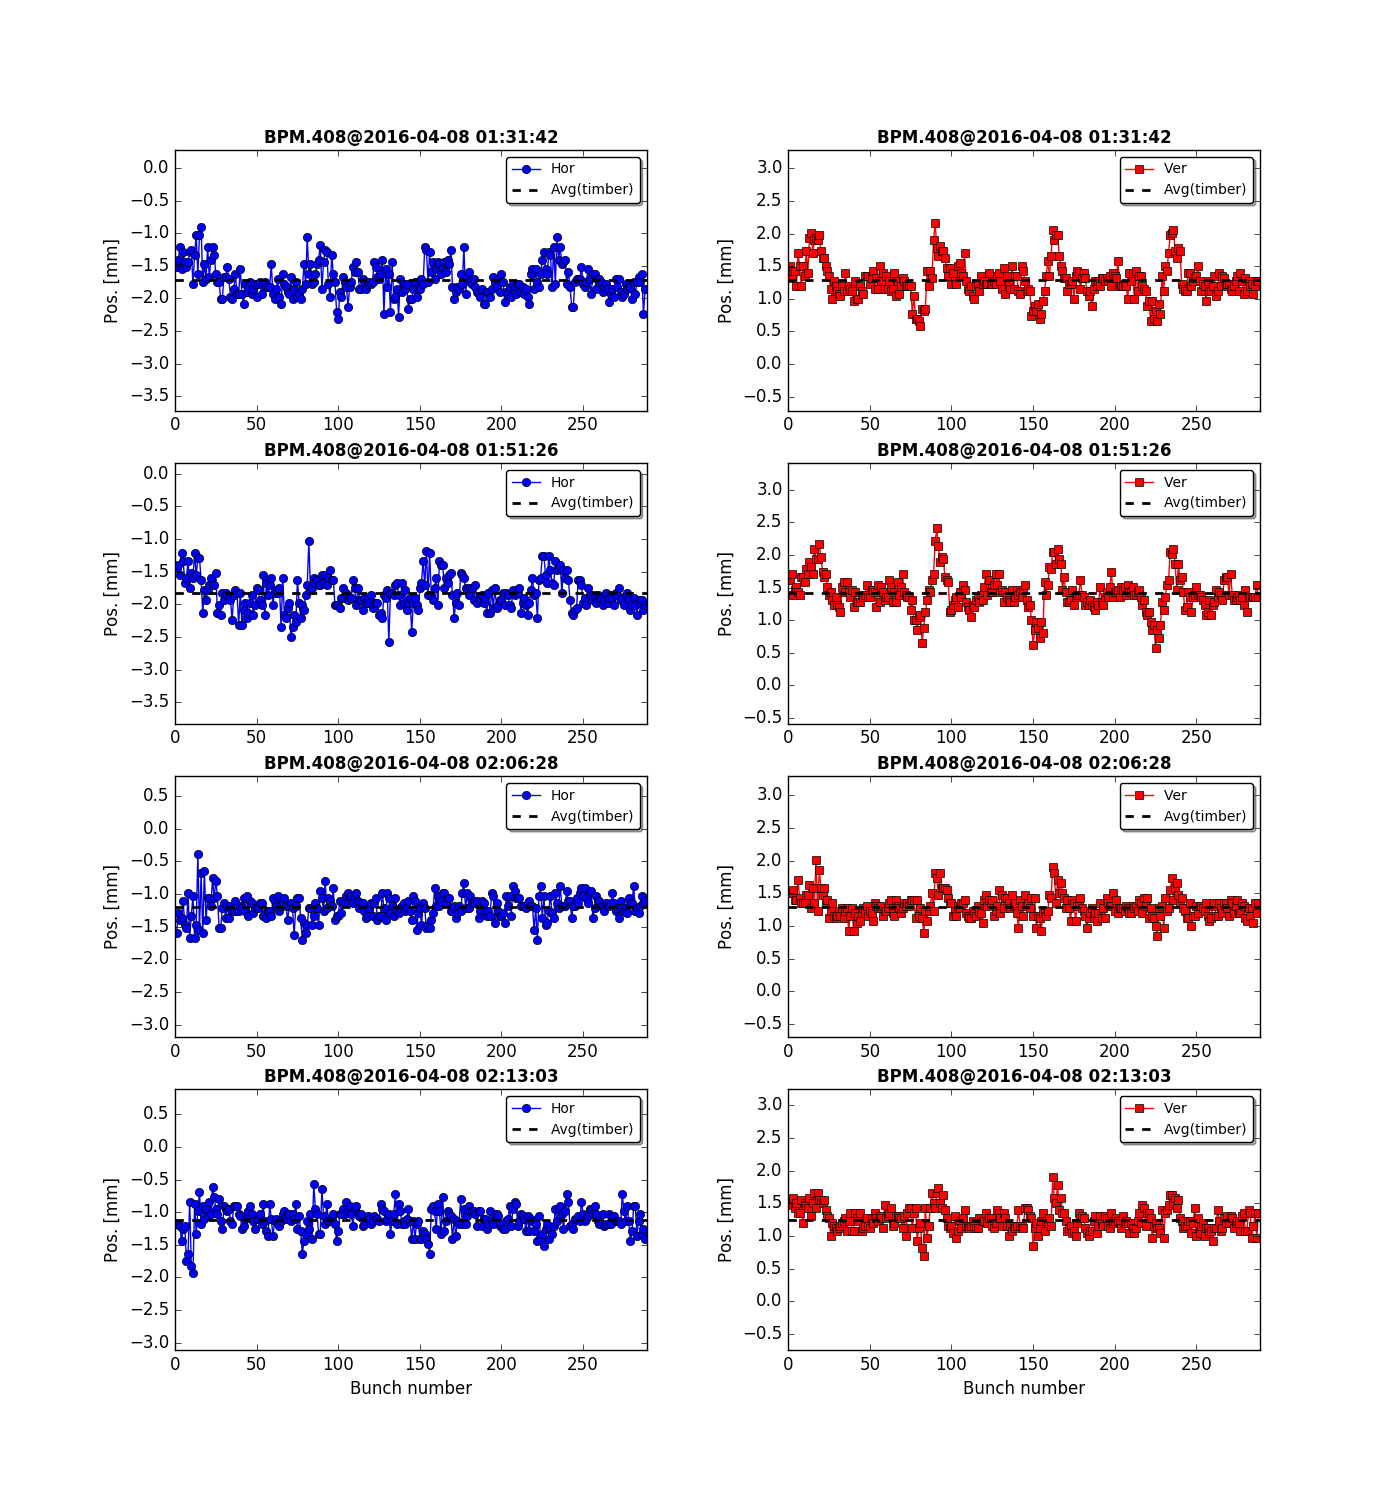 BPM.408@2016-04-08 01:31:42
Hor
Avg(timber)
Pos. [mm]
0.0
−0.5
−1.0
−1.5
−2.0
−2.5
−3.0
−3.5
0 50 100 150 200 250
BPM.408@2016-04-08 01:31:42
Ver
Avg(timber)
Pos. [mm]
3.0
2.5
2.0
1.5
1.0
0.5
0.0
−0.5
0 50 100 150 200 250
BPM.408@2016-04-08 01:51:26
Hor
Avg(timber)
Pos. [mm]
0.0
−0.5
−1.0
−1.5
−2.0
−2.5
−3.0
−3.5
0 50 100 150 200 250
BPM.408@2016-04-08 01:51:26
Ver
Avg(timber)
Pos. [mm]
3.0
2.5
2.0
1.5
1.0
0.5
0.0
−0.5
0 50 100 150 200 250
BPM.408@2016-04-08 02:06:28
Hor
Avg(timber)
Pos. [mm]
0.5
0.0
−0.5
−1.0
−1.5
−2.0
−2.5
−3.0
0 50 100 150 200 250
BPM.408@2016-04-08 02:06:28
Ver
Avg(timber)
Pos. [mm]
3.0
2.5
2.0
1.5
1.0
0.5
0.0
−0.5
0 50 100 150 200 250
BPM.408@2016-04-08 02:13:03
Hor
Avg(timber)
Pos. [mm]
0.5
0.0
−0.5
−1.0
−1.5
−2.0
−2.5
−3.0
0 50 100 150 200 250
Bunch number
BPM.408@2016-04-08 02:13:03
Ver
Avg(timber)
Pos. [mm]
3.0
2.5
2.0
1.5
1.0
0.5
0.0
−0.5
0 50 100 150 200 250
Bunch number